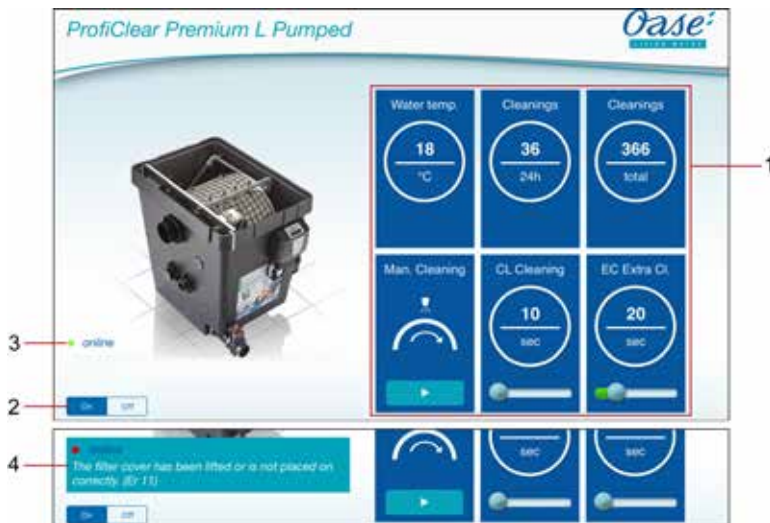 ProfiClear Premium L Pumped
Oase
LIVING WATER
Water temp.
18
°C
Cleanings
36
24h
Cleanings
366
total
1
Man. Cleaning
CL Cleaning
10
sec
EC Extra Cl.
20
sec
3
online
2
On Off
4
The filter cover has been lifted or is not placed on
correctly. (Er 11)
sec
sec
On Off